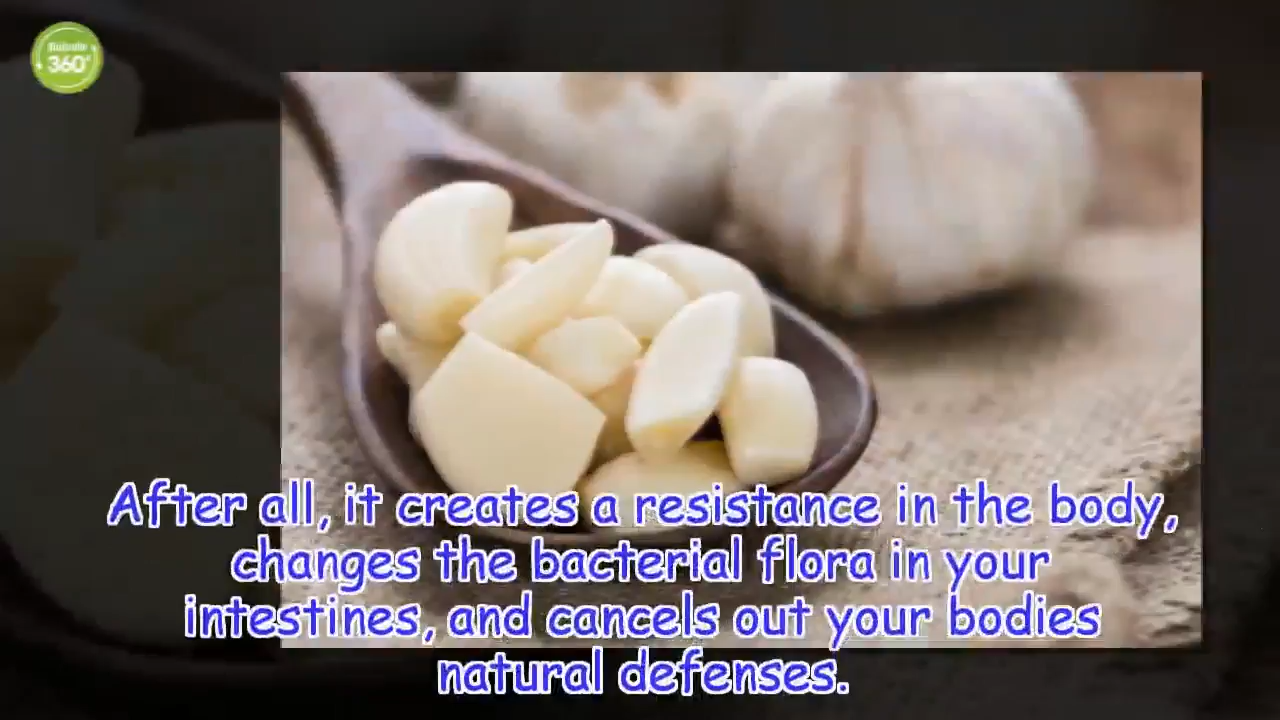 360°
After all, it creates a resistance in the body,
changes the bacterial flora in your
intestines, and cancels out your bodies
natural defenses.